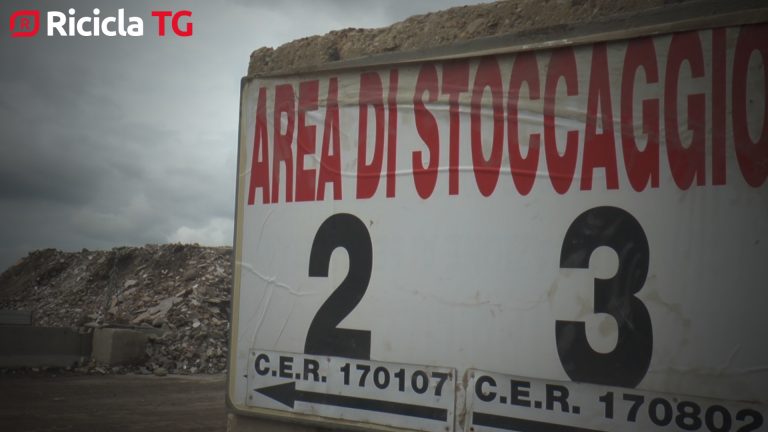 Ricicla TG
AREA DI STOCCAGGIO
2 3
C.E.R. 170107
C.E.R. 170802